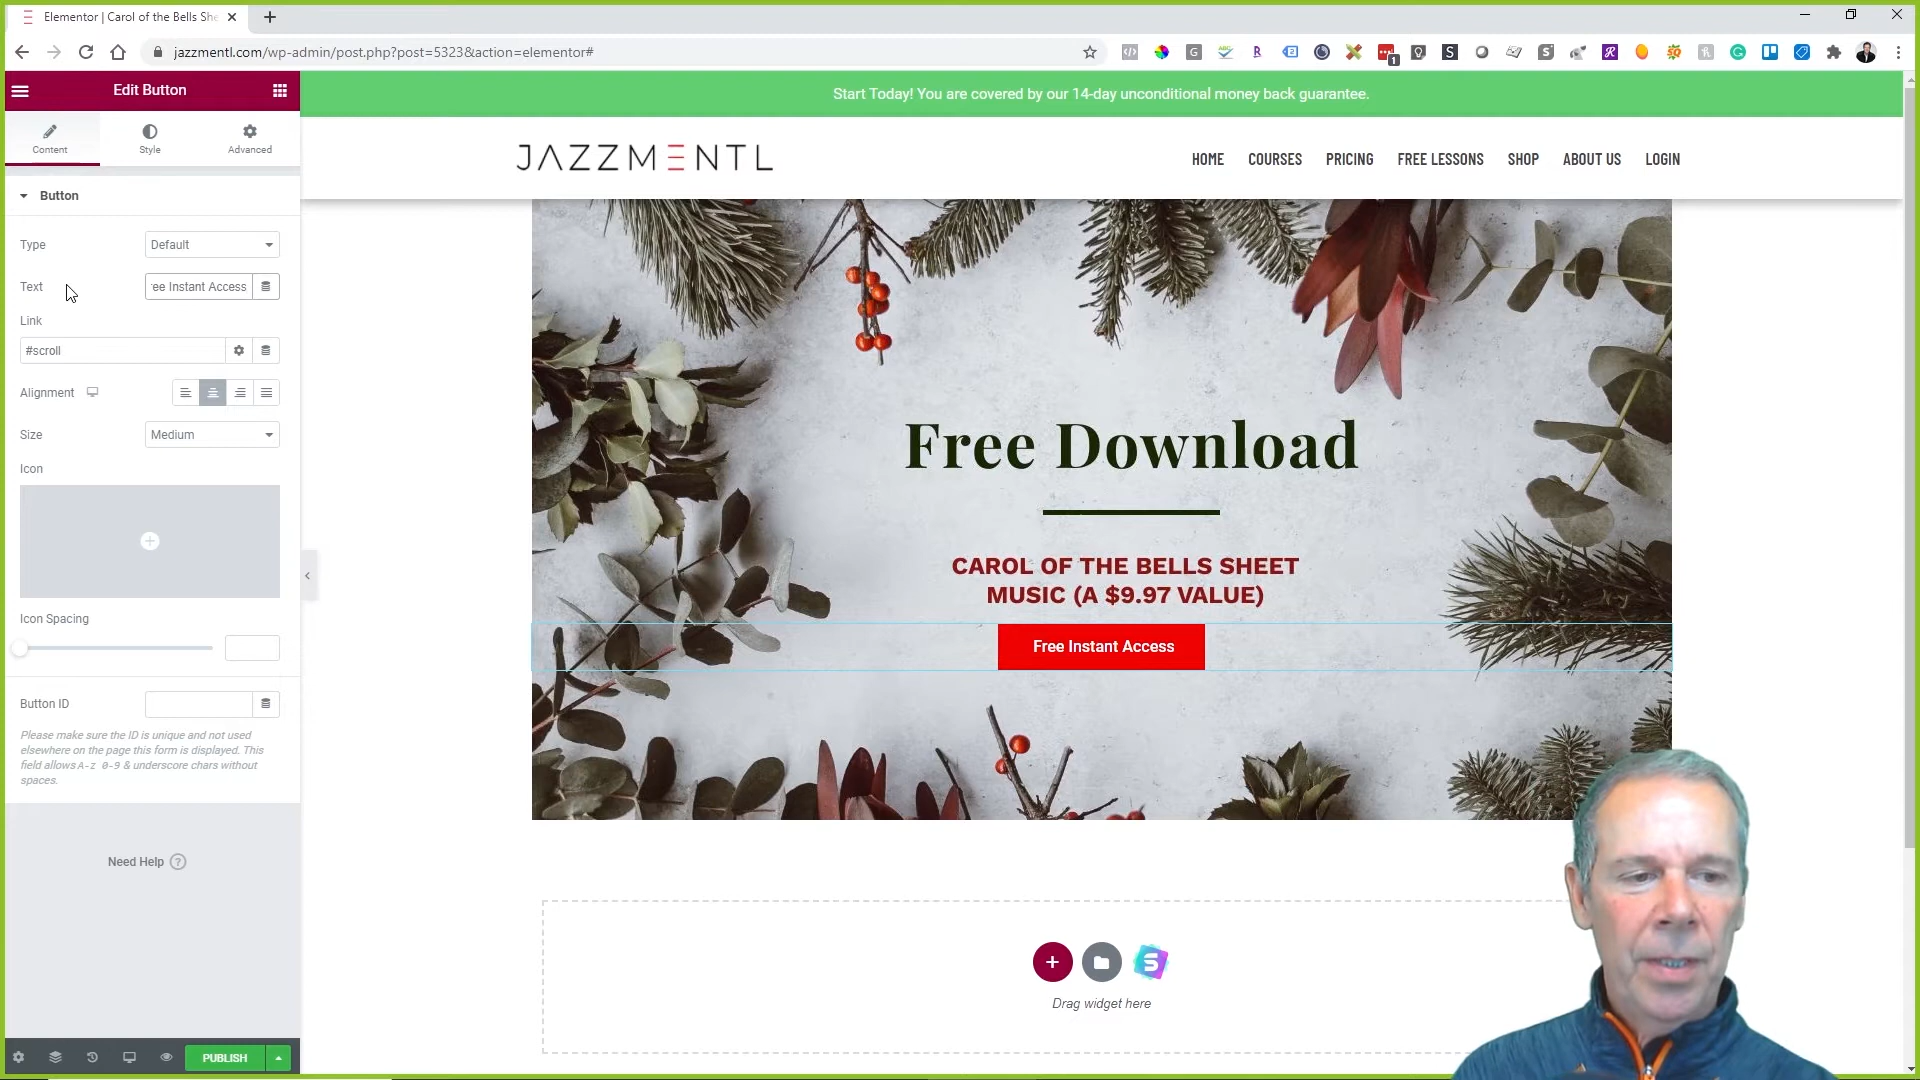 Elementor | Carol of the Bells She
jazzmentl.com/wp-admin/post.php?post=5323&action=elementor#
Edit Button
Content
Style
Advanced
Button
Type
Default
Text
ree Instant Access
Link
#scroll
Alignment
Size
Medium
Icon
Icon Spacing
Button ID
Please make sure the ID is unique and not used
elsewhere on the page this form is displayed. This
field allows A-z 0-9 & underscore chars without
spaces.
Need Help ?
PUBLISH
Start Today! You are covered by our 14-day unconditional money back guarantee.
JAZZMENTL
HOME
COURSES
PRICING
FREE LESSONS
SHOP
ABOUT US
LOGIN
Free Download
CAROL OF THE BELLS SHEET
MUSIC (A $9.97 VALUE)
Free Instant Access
Drag widget here